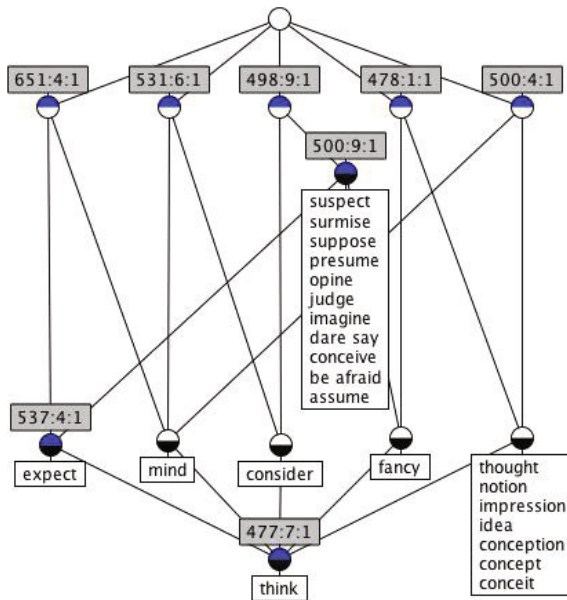 651:4:1 531:6:1 498:9:1 478:1:1 500:4:1
500:9:1
suspect
surmise
suppose
presume
opine
judge
imagine
dare say
conceive
be afraid
assume
537:4:1
expect
mind
consider
fancy
thought
notion
impression
idea
conception
concept
conceit
477:7:1
think